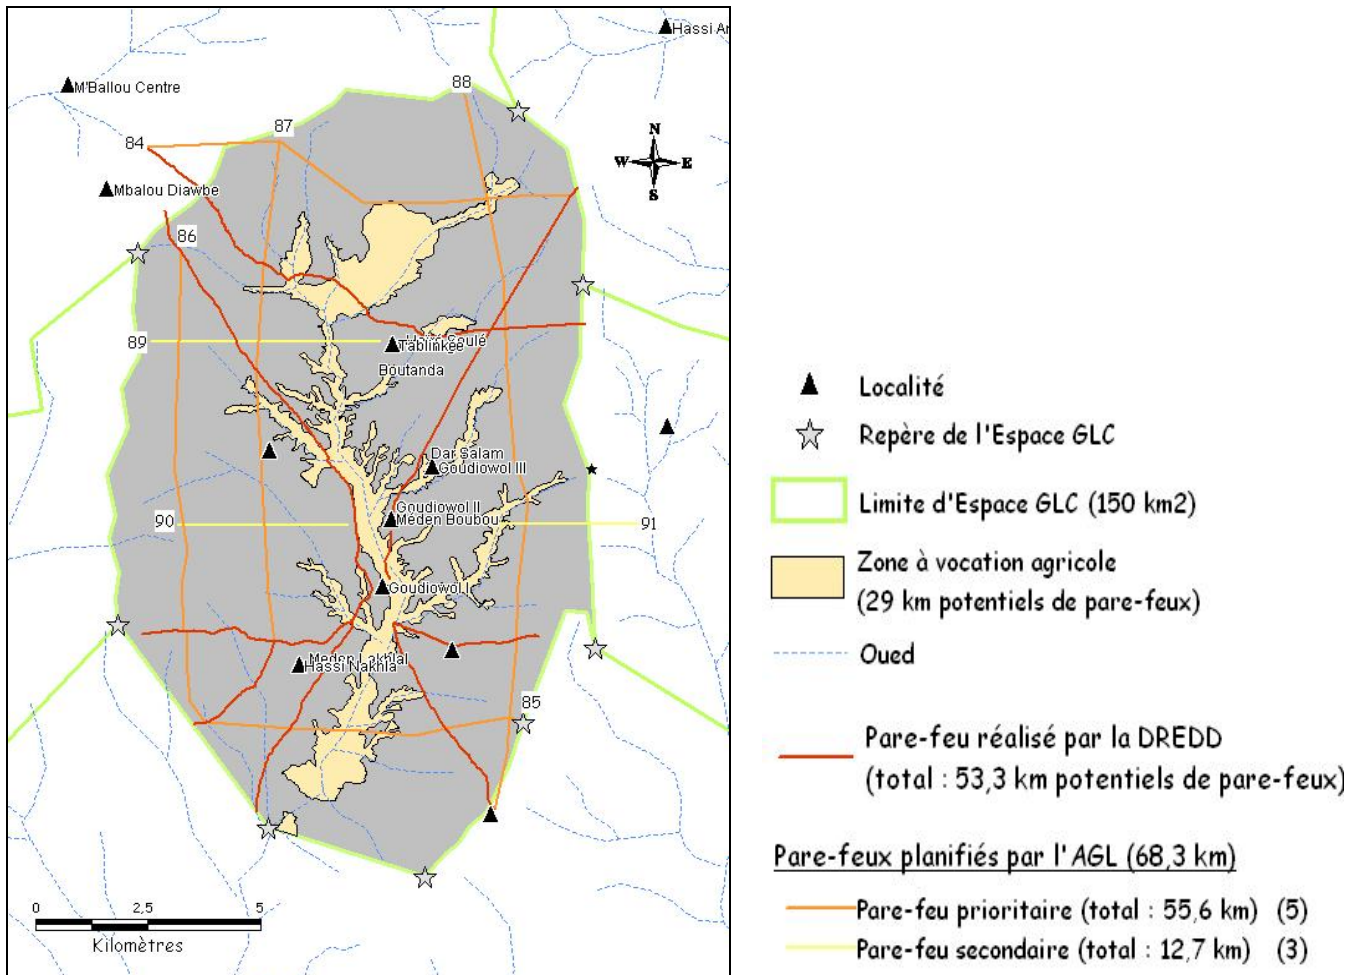 Hassi Ar
M'Ballou Centre
88
87
84
N
W E
S
Mbalou Diawbe
86
89
Tablinkée
Boutanda
Dar Salam
Goudiowol III
Goudiowol II
Méden Boubou
90
91
Goudiowol I
Hassi Nakhla
85
0 2,5 5
Kilomètres
Localité
Repère de l'Espace GLC
Limite d'Espace GLC (150 km2)
Zone à vocation agricole
(29 km potentiels de pare-feux)
Oued
Pare-feu réalisé par la DREDD
(total : 53,3 km potentiels de pare-feux)
Pare-feux planifiés par l'AGL (68,3 km)
Pare-feu prioritaire (total : 55,6 km) (5)
Pare-feu secondaire (total : 12,7 km) (3)